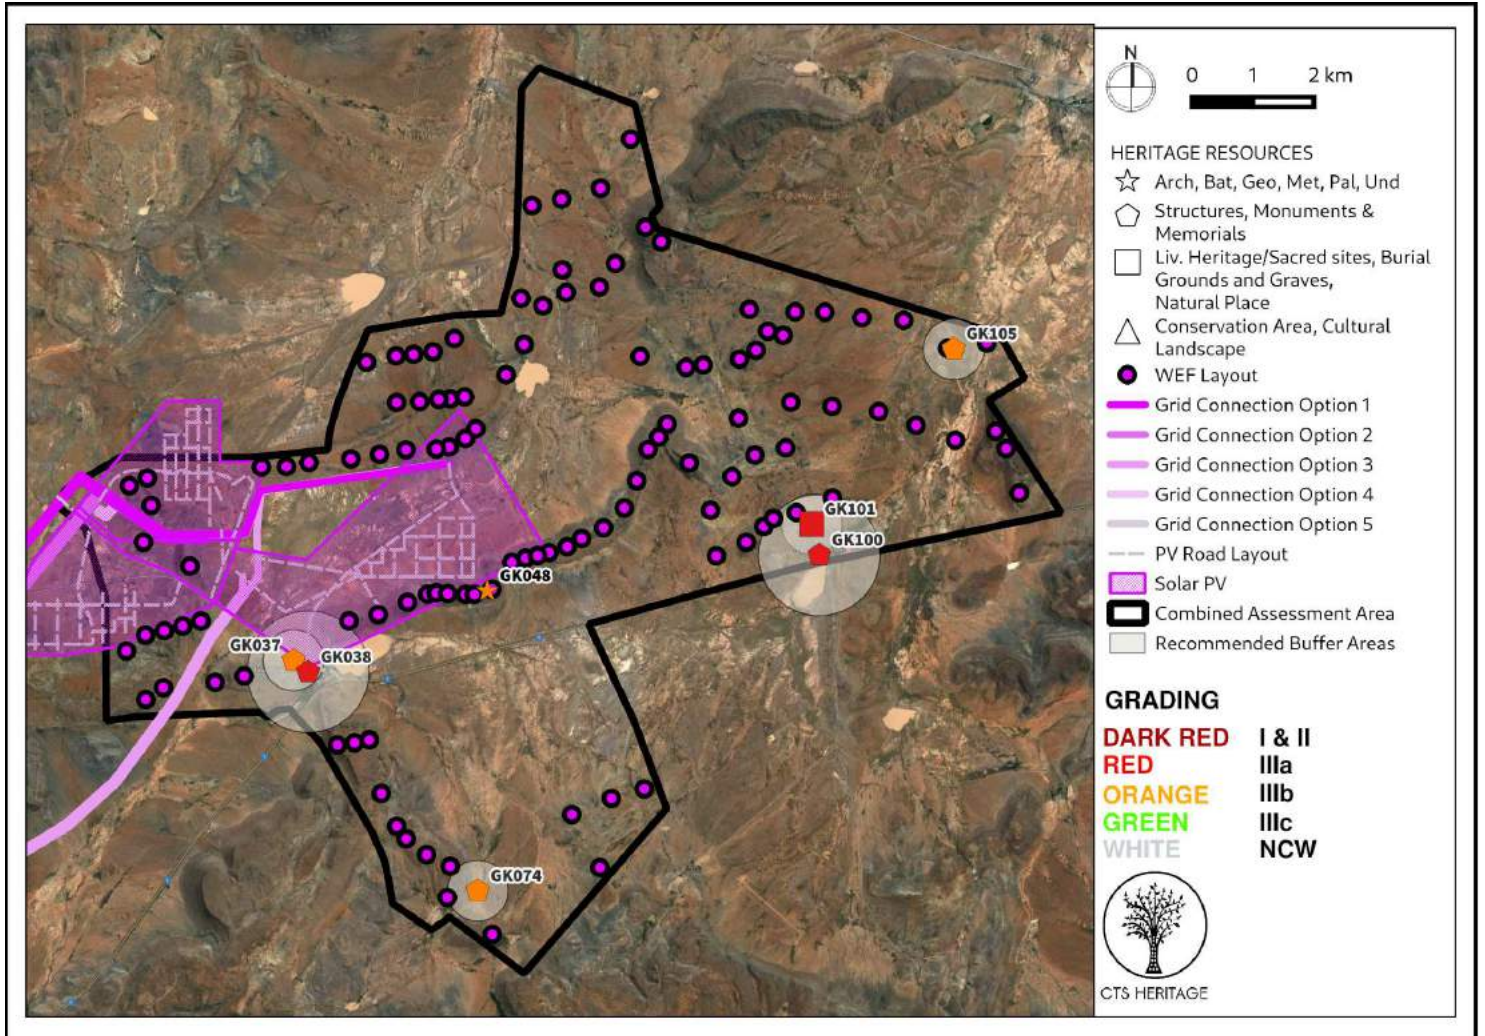 N
0 1 2 km
HERITAGE RESOURCES
Arch, Bat, Geo, Met, Pal, Und
Structures, Monuments &
Memorials
Liv. Heritage/Sacred sites, Burial
Grounds and Graves,
Natural Place
Conservation Area, Cultural
Landscape
WEF Layout
Grid Connection Option 1
Grid Connection Option 2
Grid Connection Option 3
Grid Connection Option 4
Grid Connection Option 5
PV Road Layout
Solar PV
Combined Assessment Area
Recommended Buffer Areas
GRADING
DARK RED I & II
RED IIIa
ORANGE IIIb
GREEN IIIc
WHITE NCW
CTS HERITAGE
GK105
GK101
GK100
GK048
GK037
GK038
GK074